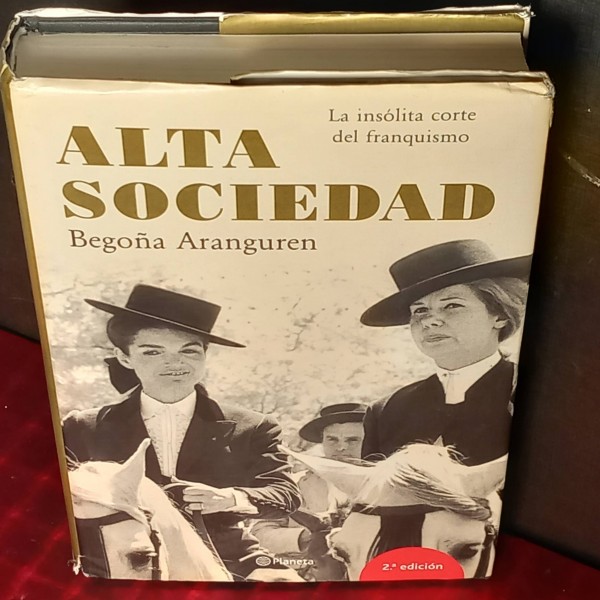 La insólita corte
del franquismo
ALTA
SOCIEDAD
Begoña Aranguren
Planeta
2.ª edición